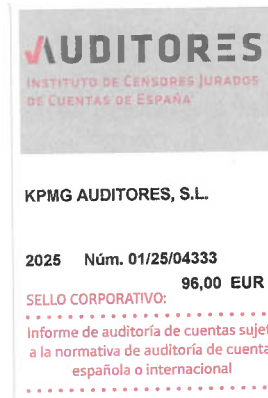 AUDITORES
INSTITUTO DE CENSORES JURADOS
DE CUENTAS DE ESPAÑA
KPMG AUDITORES, S.L.
2025 Núm. 01/25/04333
96,00 EUR
SELLO CORPORATIVO:
Informe de auditoría de cuentas sujet
a la normativa de auditoría de cuenta
española o internacional